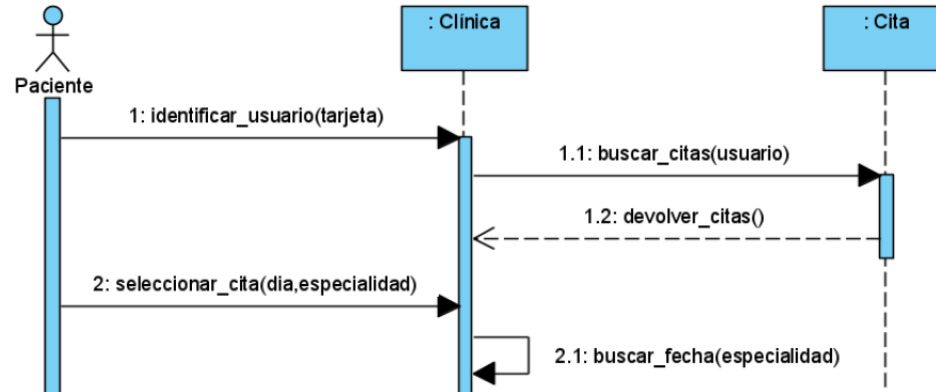 : Clínica
: Cita
Paciente
1: identificar_usuario(tarjeta)
1.1: buscar_citas(usuario)
1.2: devolver_citas()
2: seleccionar_cita(dia,especialidad)
2.1: buscar_fecha(especialidad)